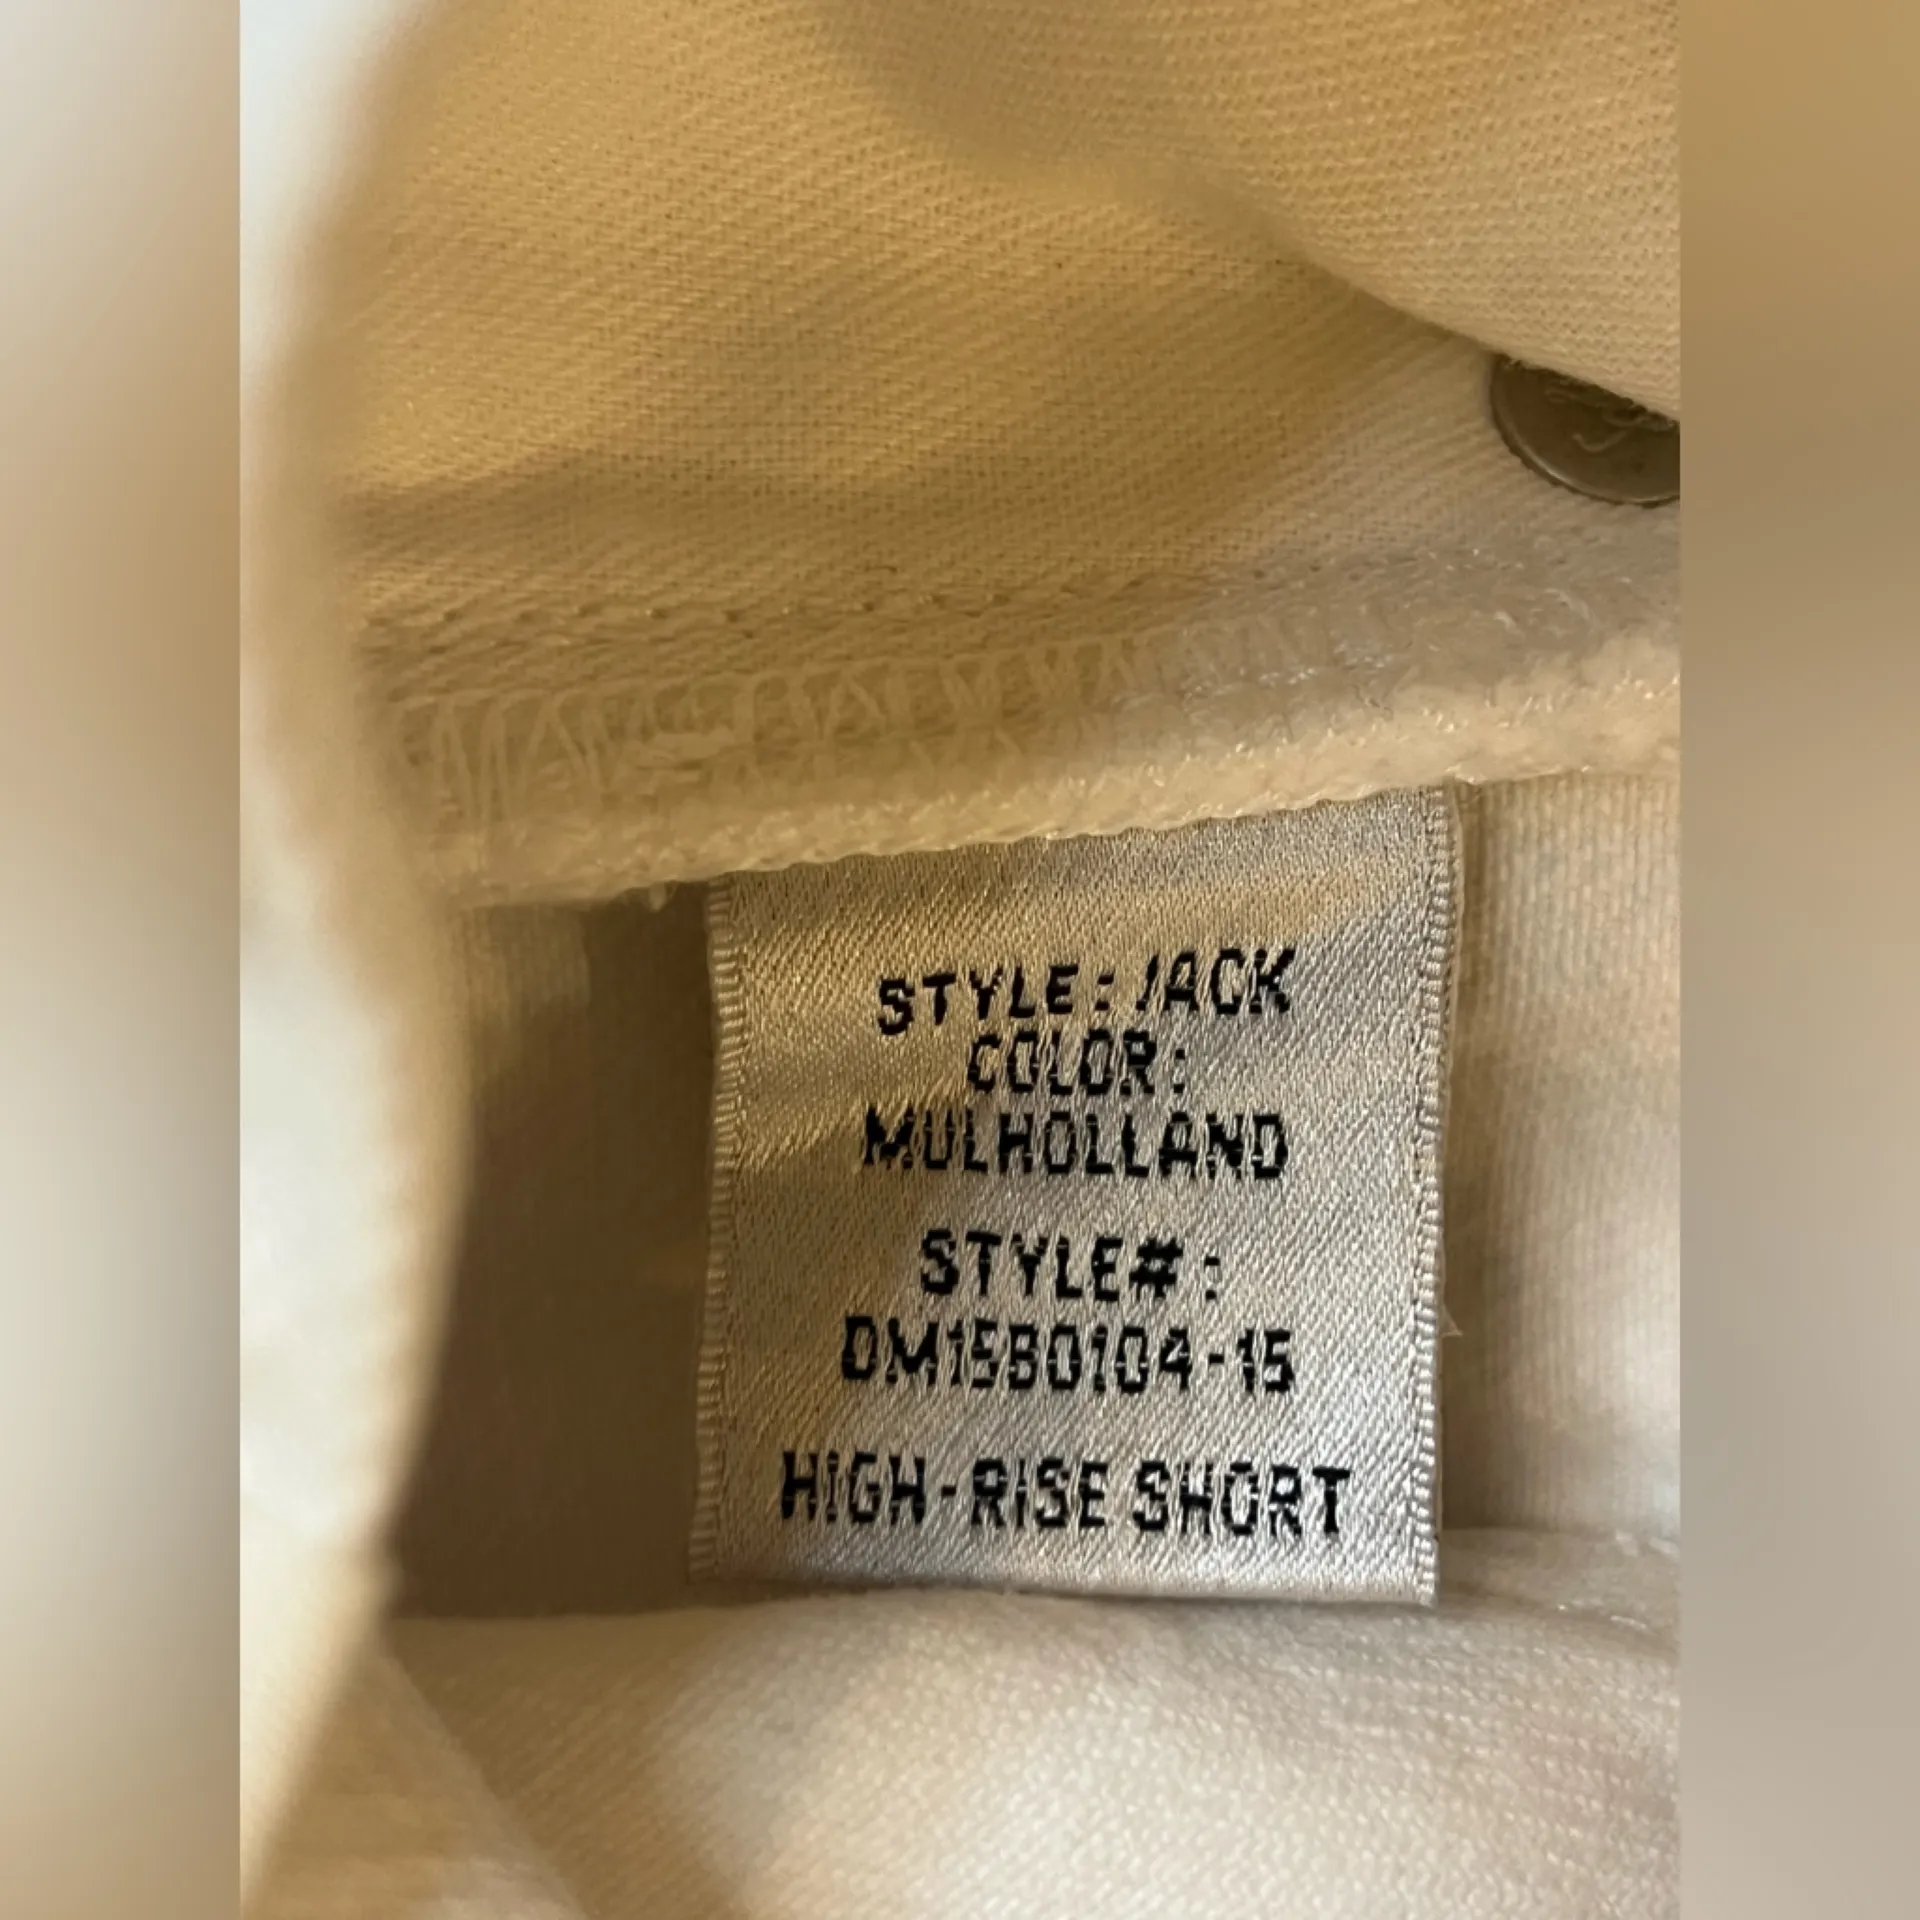 STYLE: JACK
COLOR:
MULHOLLAND
STYLE#:
DM15B0104-15
HIGH-RISE SHORT